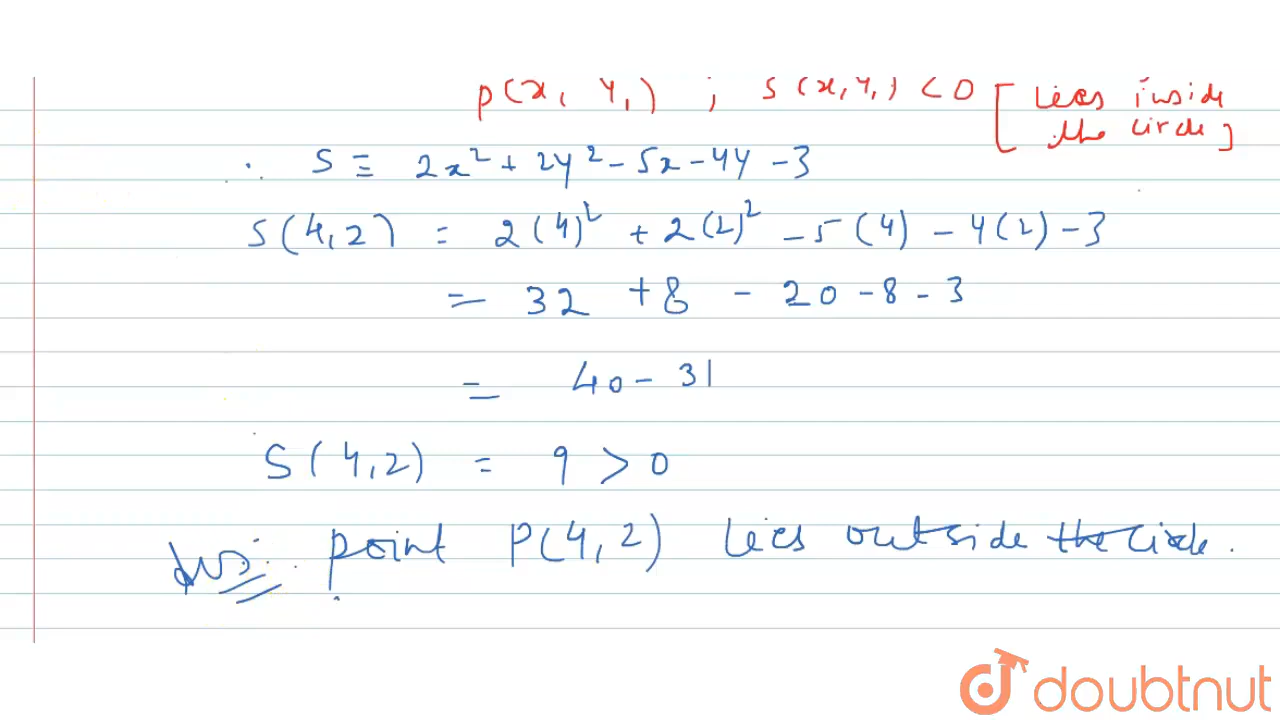 P(x, y₁) ; S(x, y₁) < 0 [ Lies inside
the circle]
∴ S ≡ 2x² + 2y² - 5x - 4y - 3
S(4,2) = 2(4)² + 2(2)² - 5(4) - 4(2) - 3
= 32 + 8 - 20 - 8 - 3
= 40 - 31
S(4,2) = 9 > 0
Ans: point P(4,2) lies outside the circle.
doubtnut